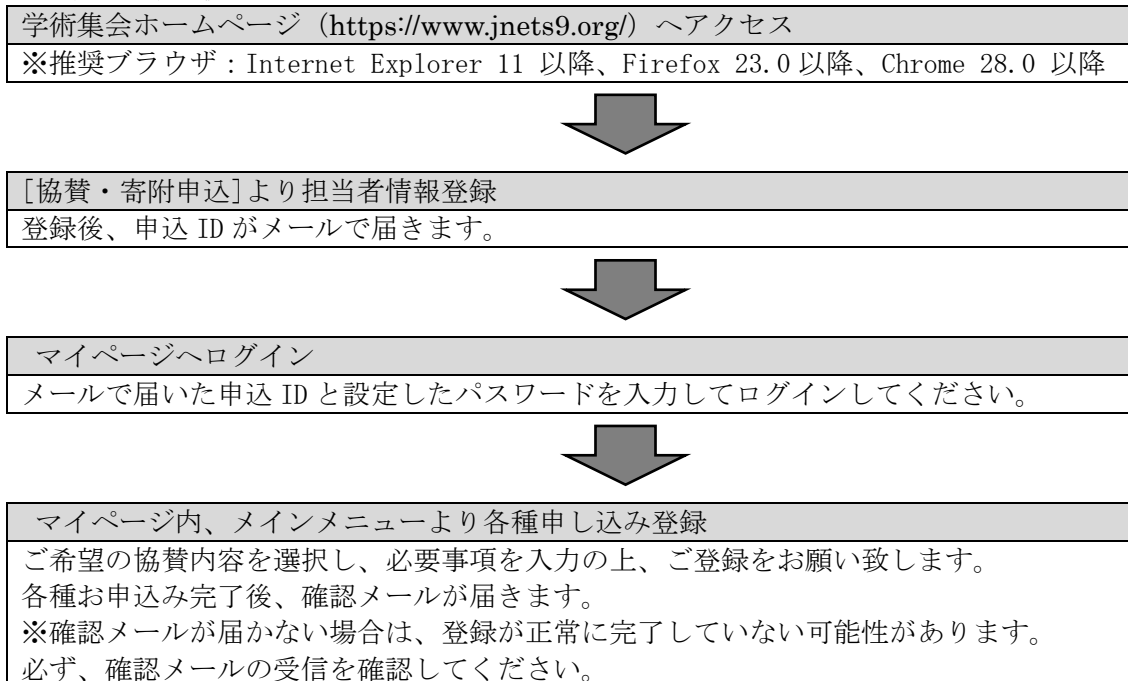 学術集会ホームページ（https://www.jnets9.org/）へアクセス
※推奨ブラウザ：Internet Explorer 11 以降、Firefox 23.0以降、Chrome 28.0 以降
[協賛・寄附申込]より担当者情報登録
登録後、申込 ID がメールで届きます。
マイページへログイン
メールで届いた申込 ID と設定したパスワードを入力してログインしてください。
マイページ内、メインメニューより各種申し込み登録
ご希望の協賛内容を選択し、必要事項を入力の上、ご登録をお願い致します。
各種お申込み完了後、確認メールが届きます。
※確認メールが届かない場合は、登録が正常に完了していない可能性があります。
必ず、確認メールの受信を確認してください。